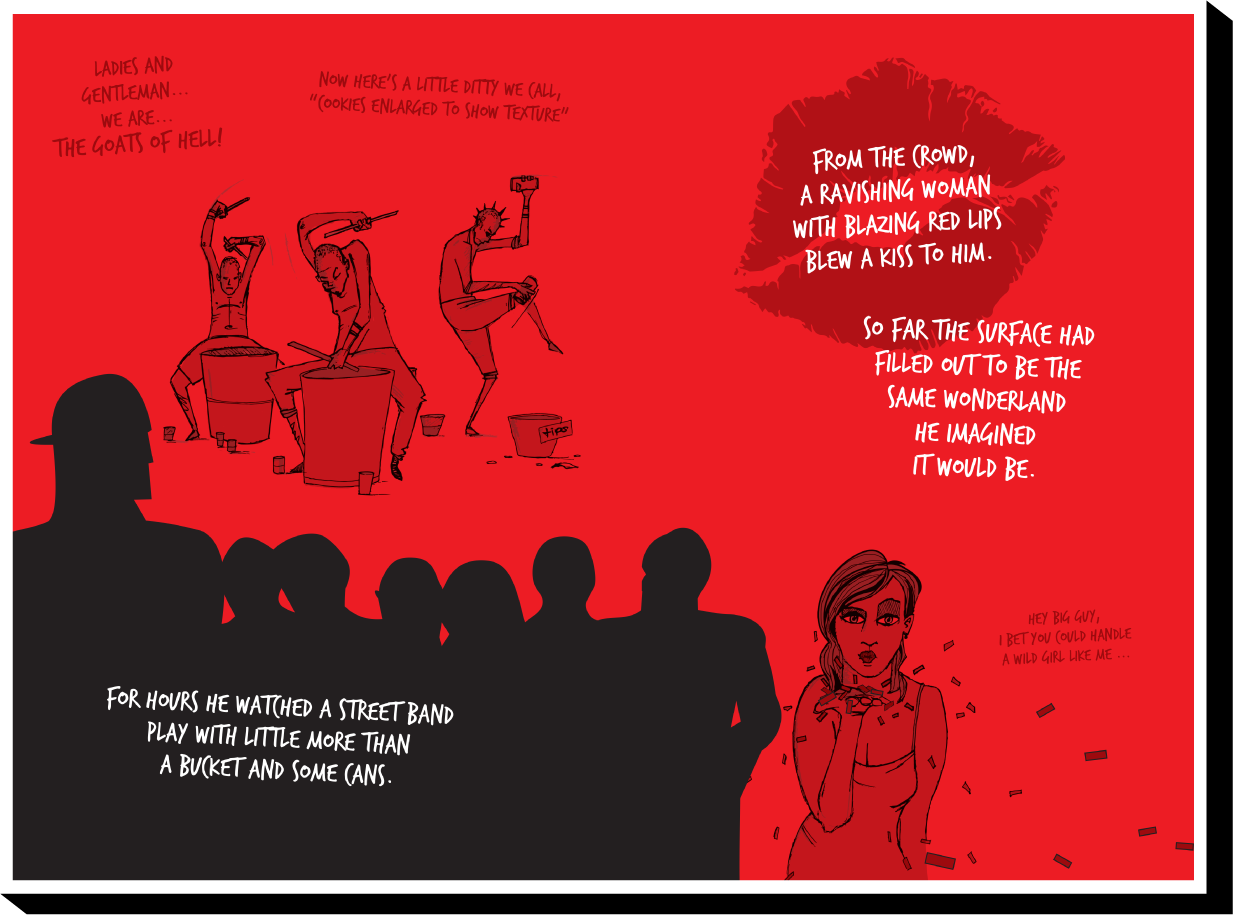 LADIES AND
GENTLEMAN...
WE ARE...
THE GOATS OF HELL!
NOW HERE'S A LITTLE DITTY WE CALL,
"COOKIES ENLARGED TO SHOW TEXTURE"
FROM THE CROWD,
A RAVISHING WOMAN
WITH BLAZING RED LIPS
BLEW A KISS TO HIM.
SO FAR THE SURFACE HAD
FILLED OUT TO BE THE
SAME WONDERLAND
HE IMAGINED
IT WOULD BE.
tips
HEY BIG GUY,
I BET YOU COULD HANDLE
A WILD GIRL LIKE ME ...
FOR HOURS HE WATCHED A STREET BAND
PLAY WITH LITTLE MORE THAN
A BUCKET AND SOME CANS.